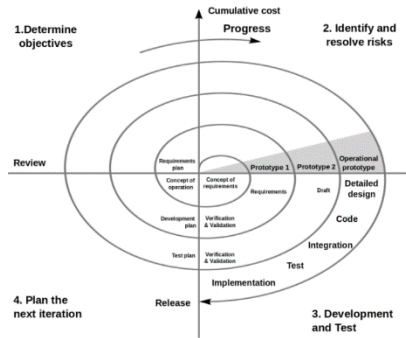 Cumulative cost
1.Determine
objectives
Progress
2. Identify and
resolve risks
Review
Requirements
plan
Concept of
operation
Concept of
requirements
Prototype 1
Prototype 2
Operational
prototype
Requirements
Draft
Detailed
design
Development
plan
Verification
& Validation
Code
Integration
Test plan
Verification
& Validation
Test
Implementation
Release
4. Plan the
next iteration
3. Development
and Test